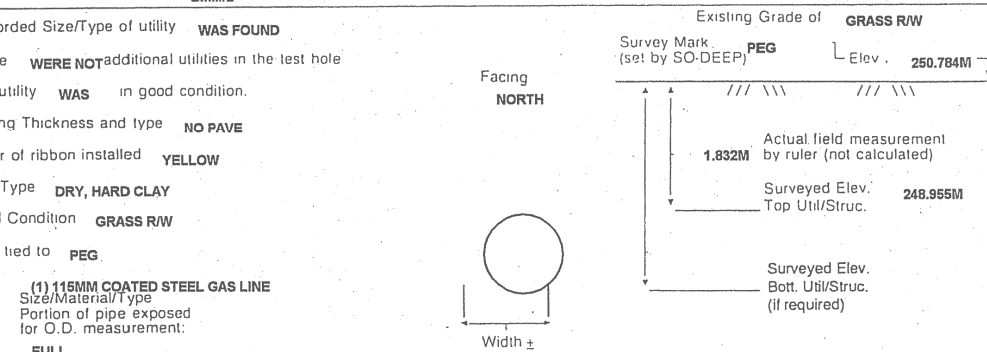 orded Size/Type of utility WAS FOUND
e WERE NOT additional utilities in the test hole
utility WAS in good condition.
ng Thickness and type NO PAVE
r of ribbon installed YELLOW
Type DRY, HARD CLAY
l Condition GRASS R/W
tied to PEG
(1) 115MM COATED STEEL GAS LINE
Size/Material/Type
Portion of pipe exposed
for O.D. measurement:
FULL
Facing
NORTH
Width ±
Existing Grade of GRASS R/W
Survey Mark
(set by SO-DEEP) PEG
Elev. 250.784M
1.832M
Actual field measurement
by ruler (not calculated)
Surveyed Elev.
Top Util/Struc.
248.955M
Surveyed Elev.
Bott. Util/Struc.
(if required)